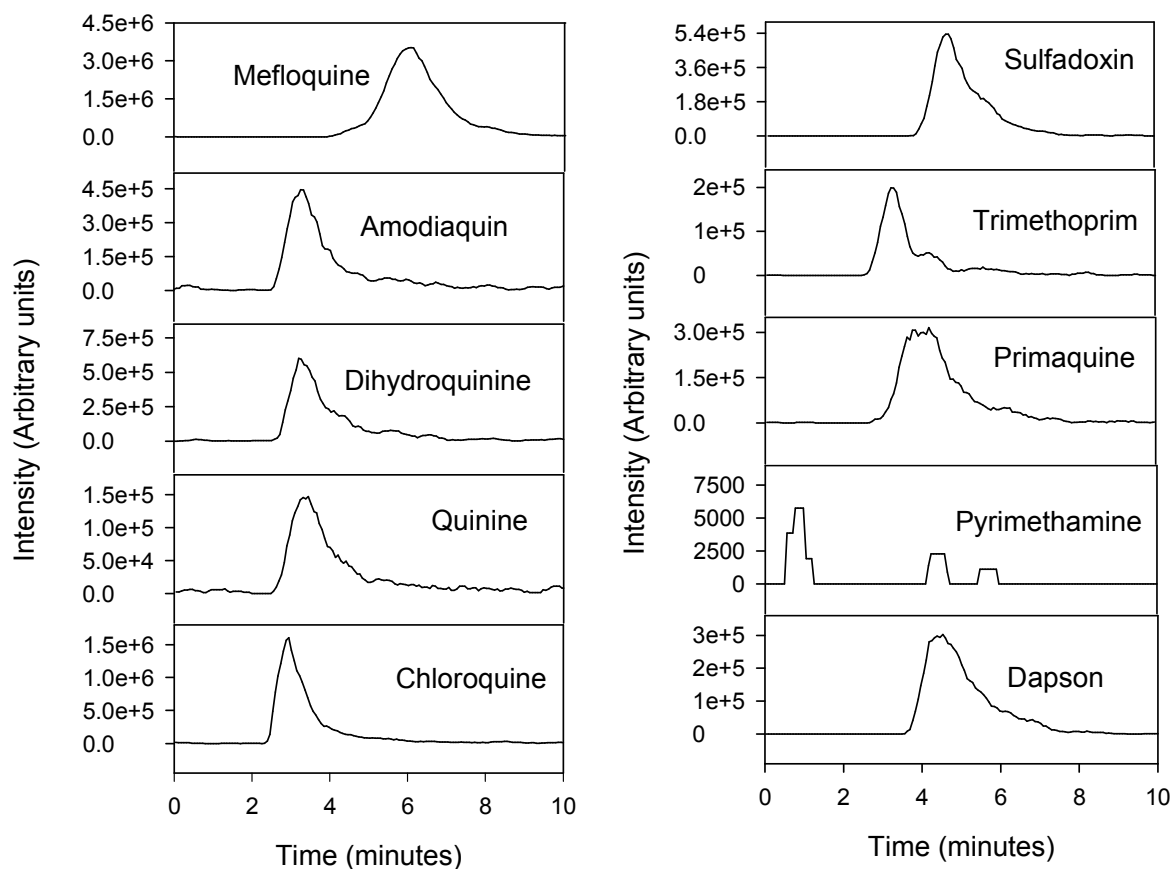 Intensity (Arbitrary units)
4.5e+6
3.0e+6
1.5e+6
0.0
Mefloquine
4.5e+5
3.0e+5
1.5e+5
0.0
Amodiaquin
7.5e+5
5.0e+5
2.5e+5
0.0
Dihydroquinine
1.5e+5
1.0e+5
5.0e+4
0.0
Quinine
1.5e+6
1.0e+6
5.0e+5
0.0
Chloroquine
0 2 4 6 8 10
Time (minutes)
Intensity (Arbitrary units)
5.4e+5
3.6e+5
1.8e+5
0.0
Sulfadoxin
2e+5
1e+5
0
Trimethoprim
3.0e+5
1.5e+5
0.0
Primaquine
7500
5000
2500
0
Pyrimethamine
3e+5
2e+5
1e+5
0
Dapson
0 2 4 6 8 10
Time (minutes)